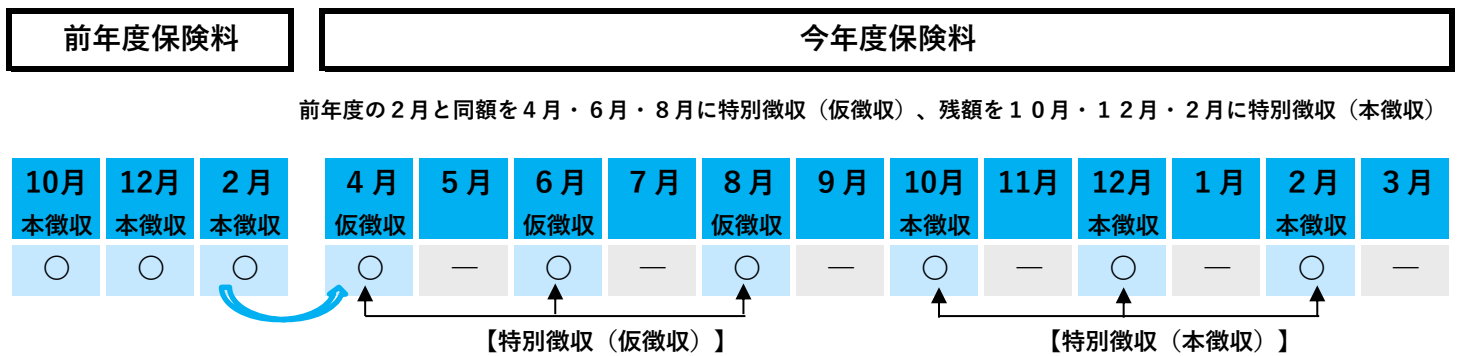 前年度保険料 今年度保険料
前年度の２月と同額を４月・６月・８月に特別徴収（仮徴収）、残額を１０月・１２月・２月に特別徴収（本徴収）
10月 12月 ２月 ４月 ５月 ６月 ７月 ８月 ９月 10月 11月 12月 １月 ２月 ３月
本徴収 本徴収 本徴収 仮徴収 仮徴収 仮徴収 本徴収 本徴収 本徴収
○ ○ ○ ○ － ○ － ○ － ○ － ○ － ○ －
【特別徴収（仮徴収）】 【特別徴収（本徴収）】